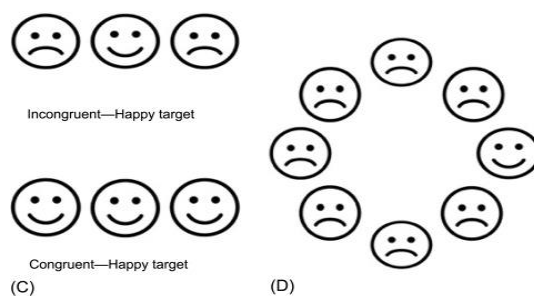 Incongruent—Happy target
Congruent—Happy target
(C)
(D)